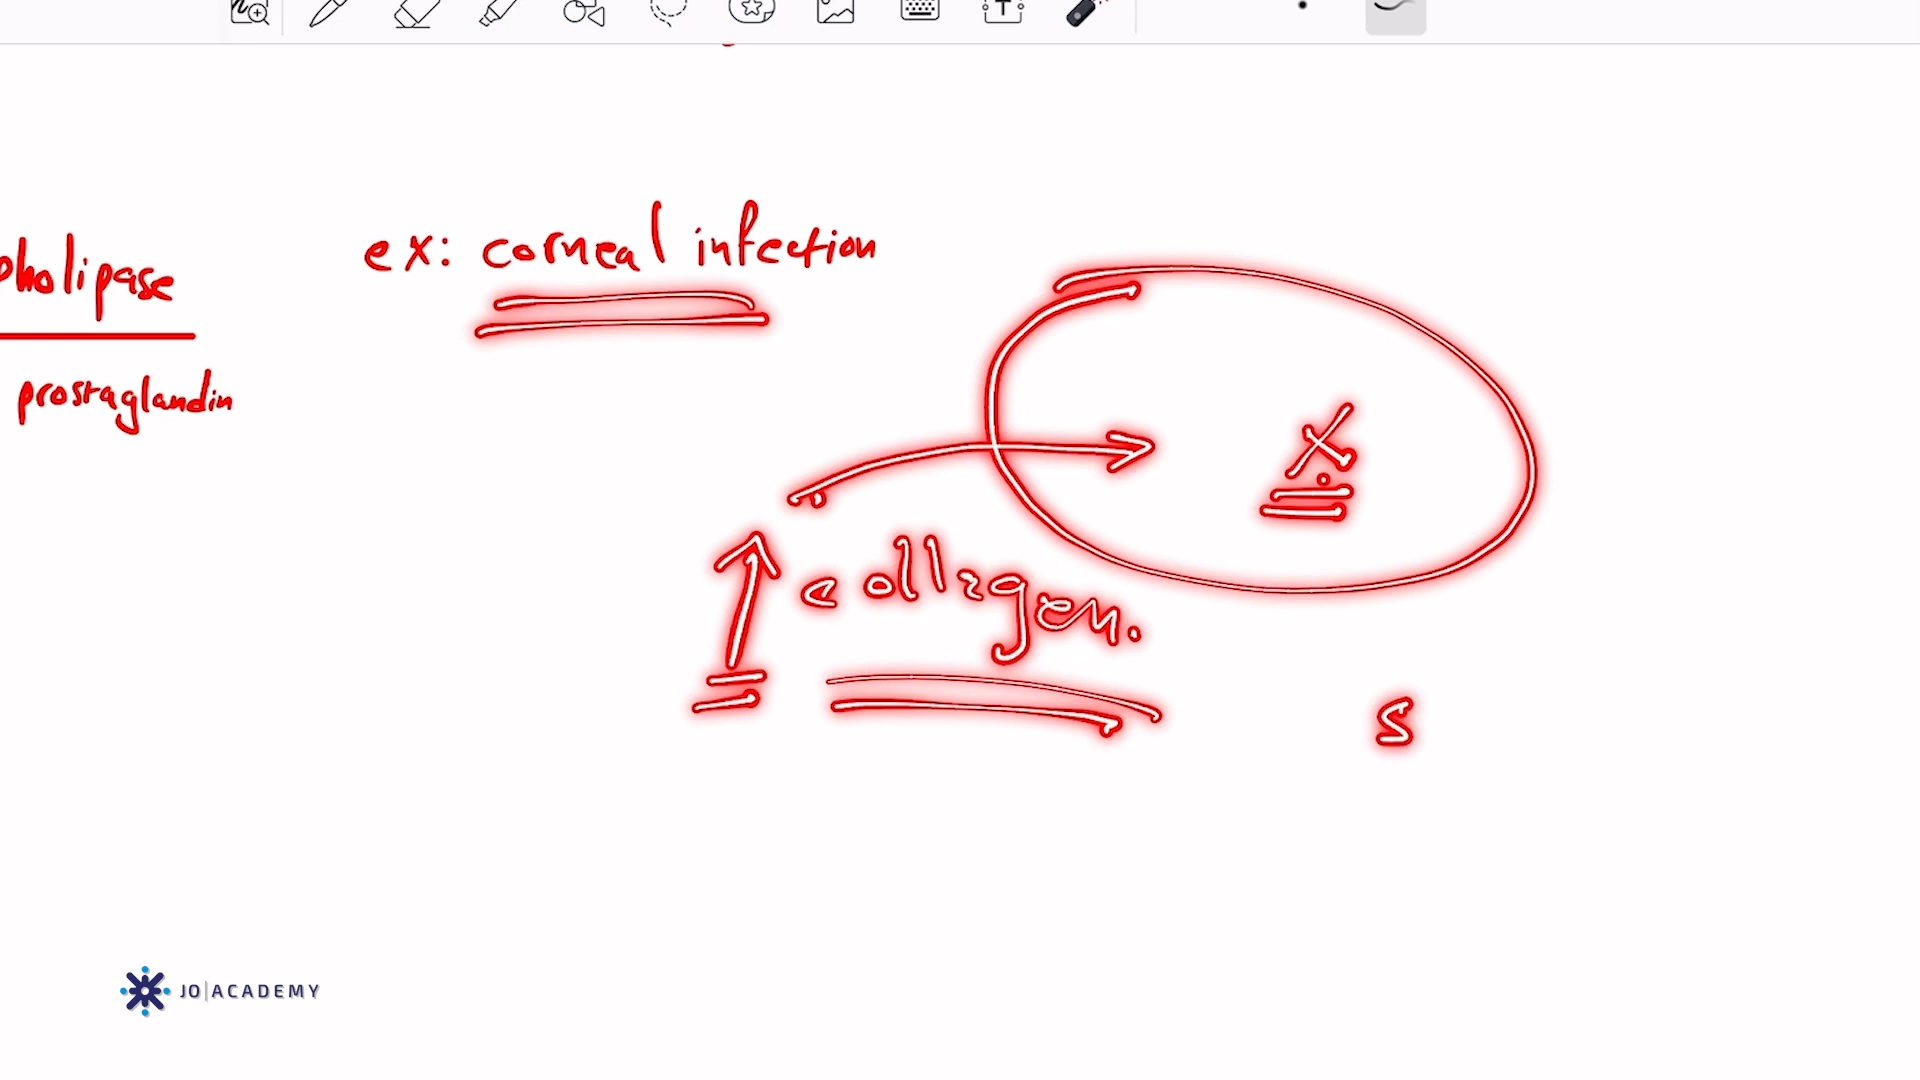 ex: corneal infection
pholipase
prostaglandin
X
collagen.
s
JO|ACADEMY